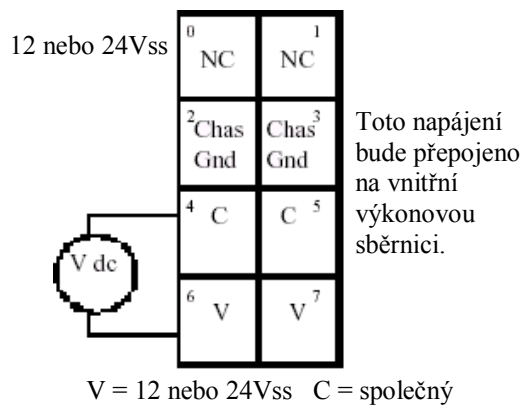 12 nebo 24Vss
0 NC
1 NC
2 Chas Gnd
Chas 3 Gnd
Toto napájení
bude přepojeno
na vnitřní
výkonovou
sběrnici.
4 C
C 5
V dc
6 V
V 7
V = 12 nebo 24Vss C = společný